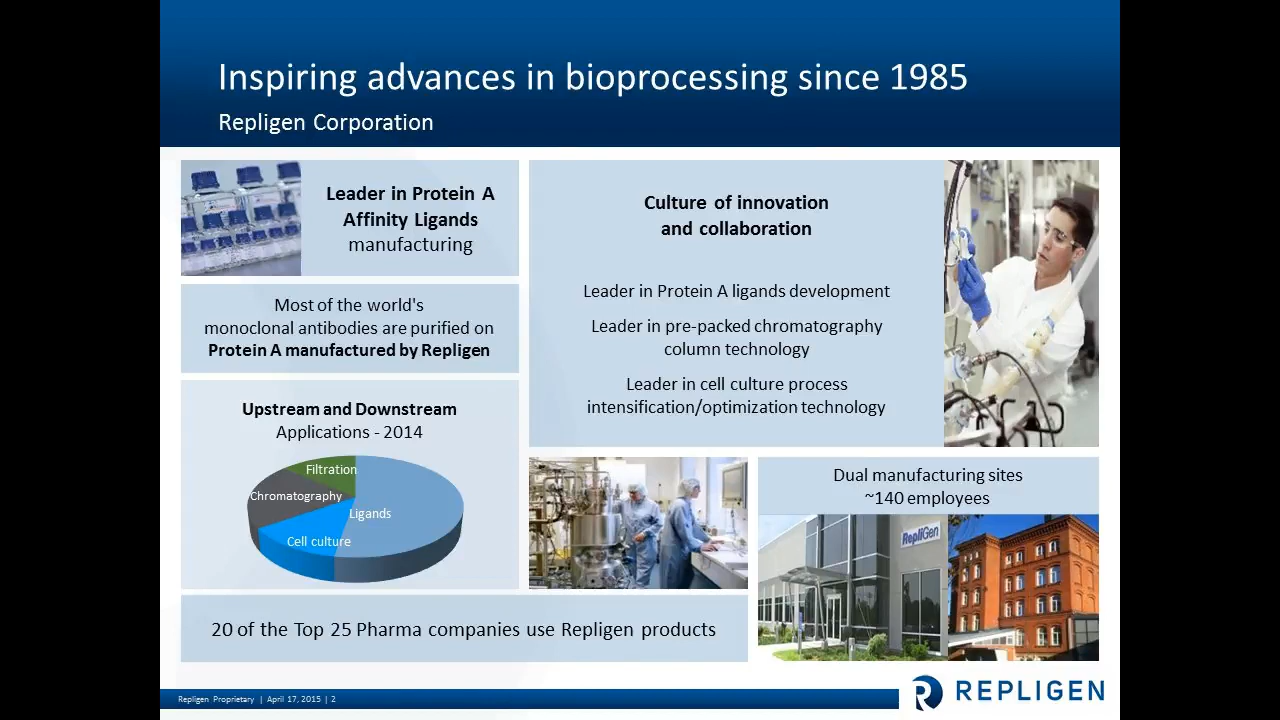 Inspiring advances in bioprocessing since 1985
Repligen Corporation
Leader in Protein A
Affinity Ligands
manufacturing
Most of the world's
monoclonal antibodies are purified on
Protein A manufactured by Repligen
Upstream and Downstream
Applications - 2014
Filtration
Chromatography
Ligands
Cell culture
Culture of innovation
and collaboration
Leader in Protein A ligands development
Leader in pre-packed chromatography
column technology
Leader in cell culture process
intensification/optimization technology
Dual manufacturing sites
~140 employees
RepliGen
20 of the Top 25 Pharma companies use Repligen products
Repligen Proprietary | April 17, 2015 | 2
REPLIGEN